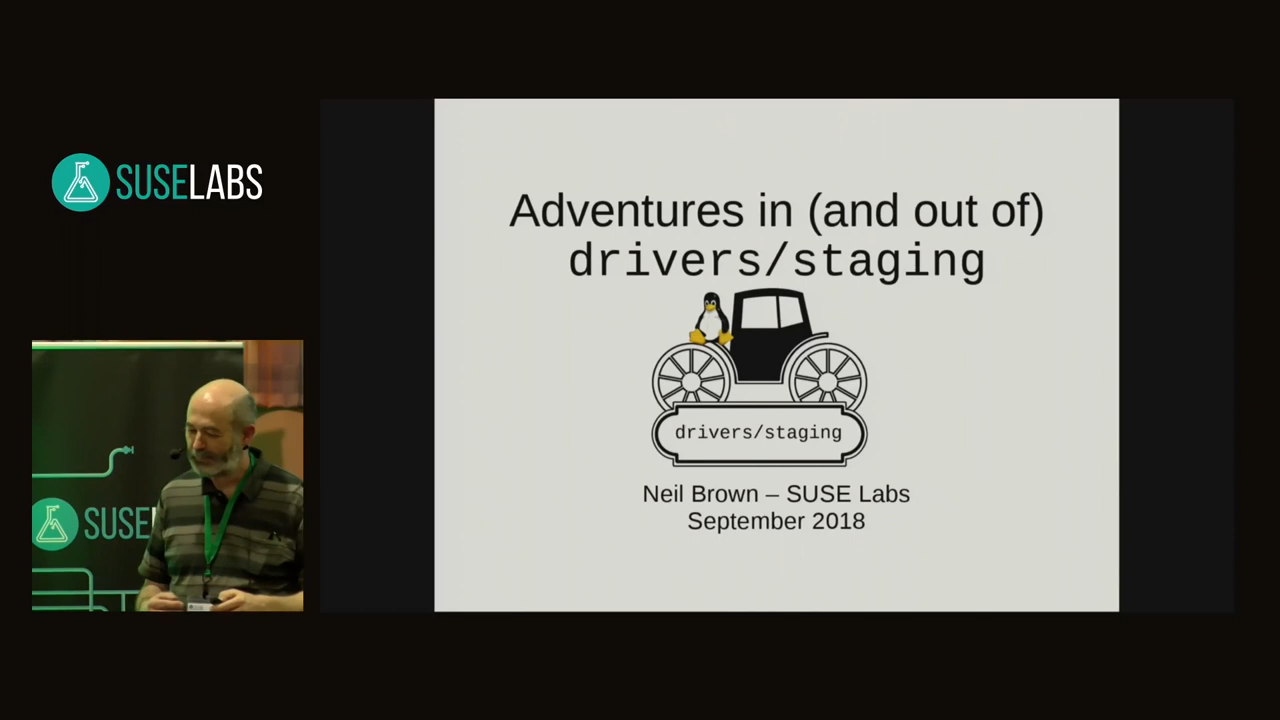 SUSELABS
Adventures in (and out of)
drivers/staging
drivers/staging
Neil Brown – SUSE Labs
September 2018
SUSE